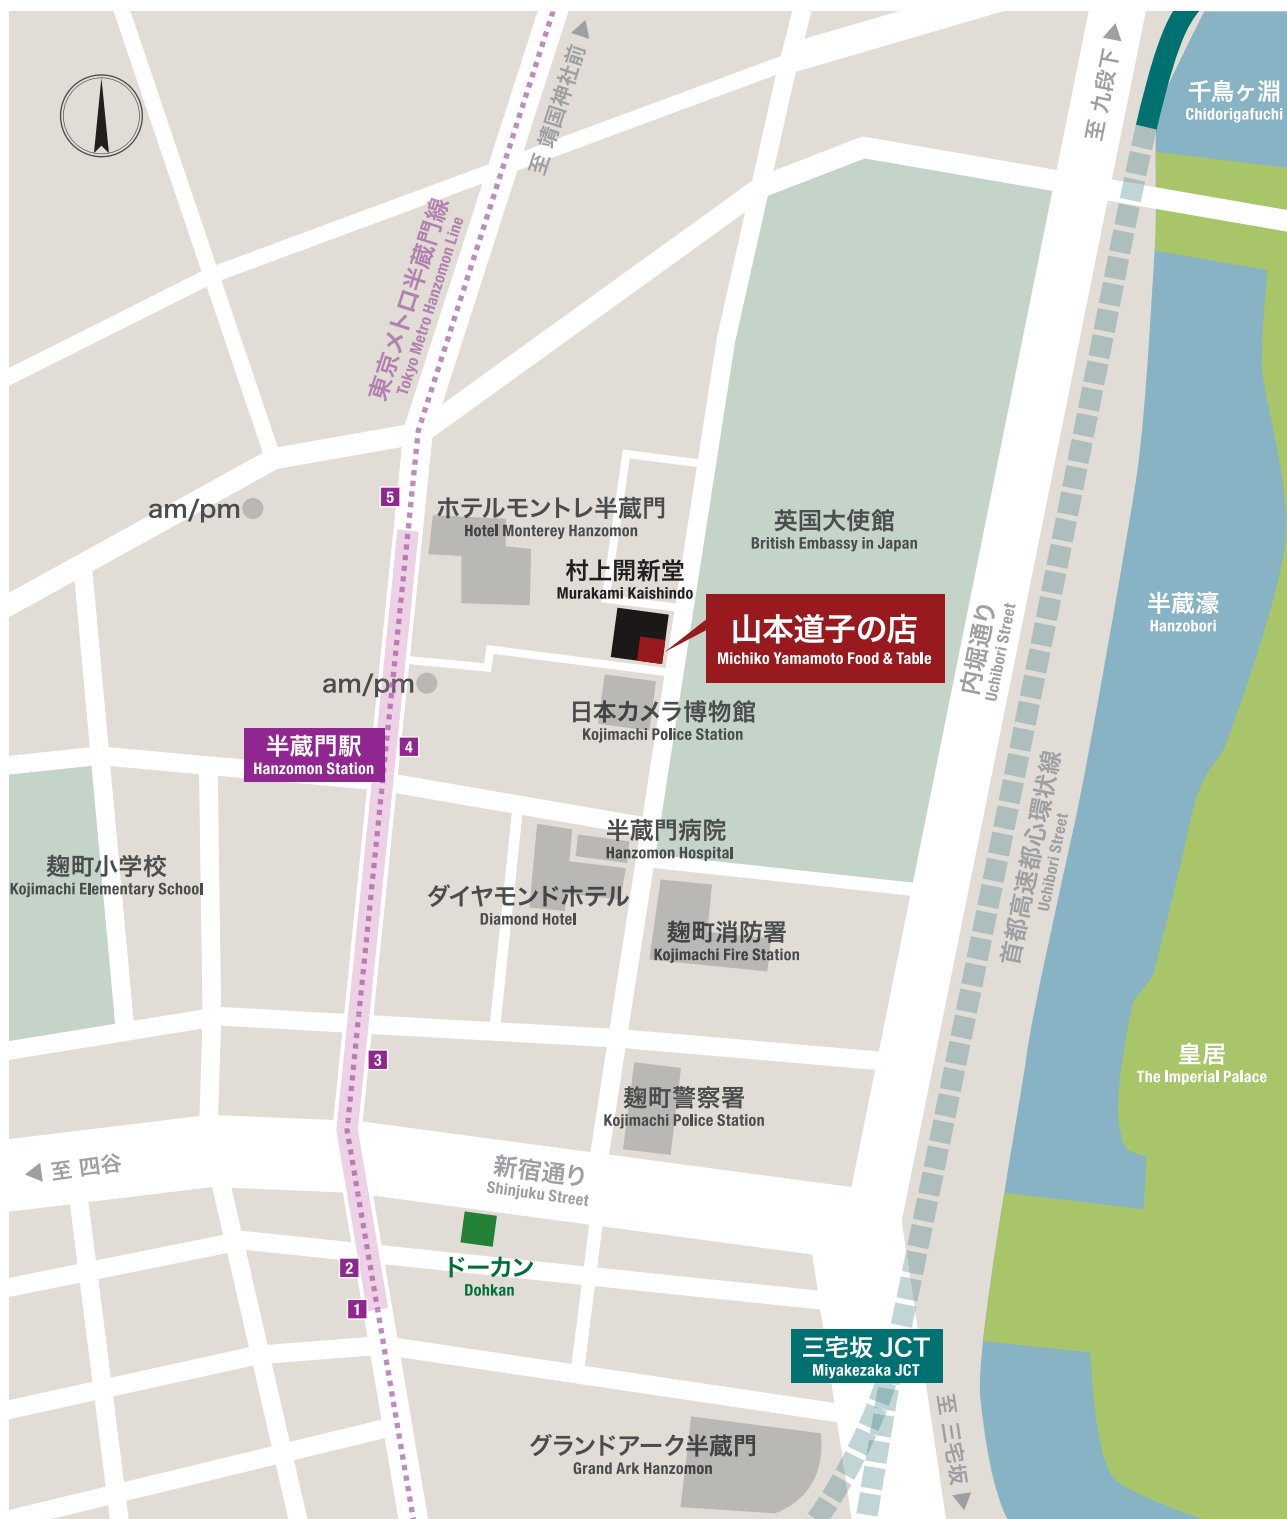 千鳥ヶ淵
Chidorigafuchi
至 九段下
至 靖国神社前
東京メトロ半蔵門線
Tokyo Metro Hanzomon Line
5
am/pm
ホテルモントレ半蔵門
Hotel Monterey Hanzomon
英国大使館
British Embassy in Japan
村上開新堂
Murakami Kaishindo
山本道子の店
Michiko Yamamoto Food & Table
半蔵濠
Hanzobori
内堀通り
Uchibori Street
am/pm
日本カメラ博物館
Kojimachi Police Station
半蔵門駅
Hanzomon Station
4
首都高速都心環状線
Uchibori Street
半蔵門病院
Hanzomon Hospital
麹町小学校
Kojimachi Elementary School
ダイヤモンドホテル
Diamond Hotel
麹町消防署
Kojimachi Fire Station
3
皇居
The Imperial Palace
麹町警察署
Kojimachi Police Station
至 四谷
新宿通り
Shinjuku Street
2
ドーカン
Dohkan
1
三宅坂 JCT
Miyakezaka JCT
至 三宅坂
グランドアーク半蔵門
Grand Ark Hanzomon